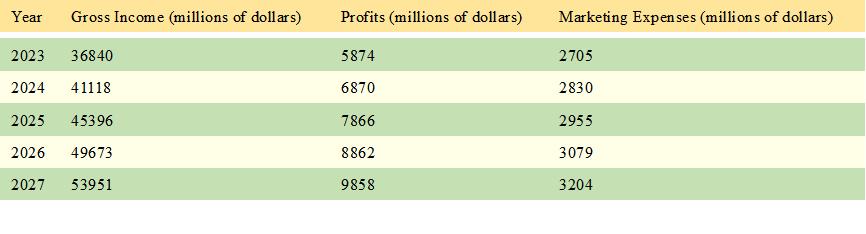 Year Gross Income (millions of dollars) Profits (millions of dollars) Marketing Expenses (millions of dollars)
2023 36840 5874 2705
2024 41118 6870 2830
2025 45396 7866 2955
2026 49673 8862 3079
2027 53951 9858 3204